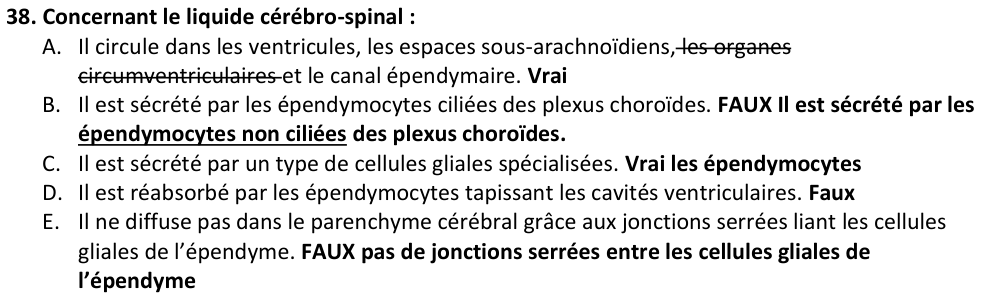 38. Concernant le liquide cérébro-spinal :
A. Il circule dans les ventricules, les espaces sous-arachnoïdiens, les organes
circumventriculaires et le canal épendymaire. Vrai
B. Il est sécrété par les épendymocytes ciliées des plexus choroïdes. FAUX Il est sécrété par les
épendymocytes non ciliées des plexus choroïdes.
C. Il est sécrété par un type de cellules gliales spécialisées. Vrai les épendymocytes
D. Il est réabsorbé par les épendymocytes tapissant les cavités ventriculaires. Faux
E. Il ne diffuse pas dans le parenchyme cérébral grâce aux jonctions serrées liant les cellules
gliales de l'épendyme. FAUX pas de jonctions serrées entre les cellules gliales de
l'épendyme